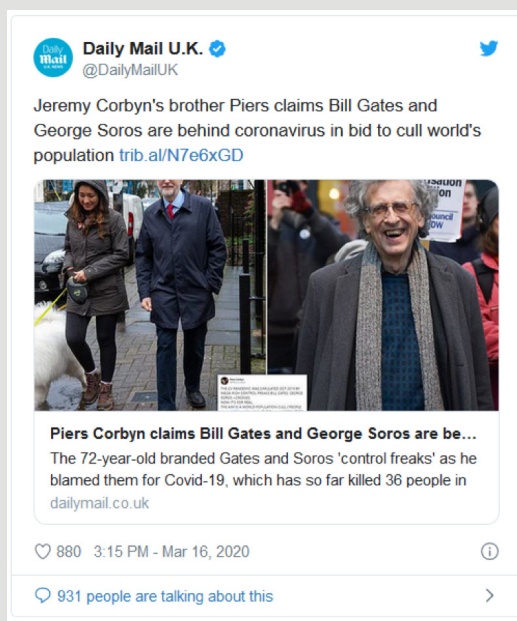 Daily
Mail
U.K. NEWS
Daily Mail U.K.
@DailyMailUK
Jeremy Corbyn's brother Piers claims Bill Gates and
George Soros are behind coronavirus in bid to cull world's
population trib.al/N7e6xGD
Piers Corbyn claims Bill Gates and George Soros are be...
The 72-year-old branded Gates and Soros 'control freaks' as he
blamed them for Covid-19, which has so far killed 36 people in
dailymail.co.uk
880 3:15 PM - Mar 16, 2020
931 people are talking about this